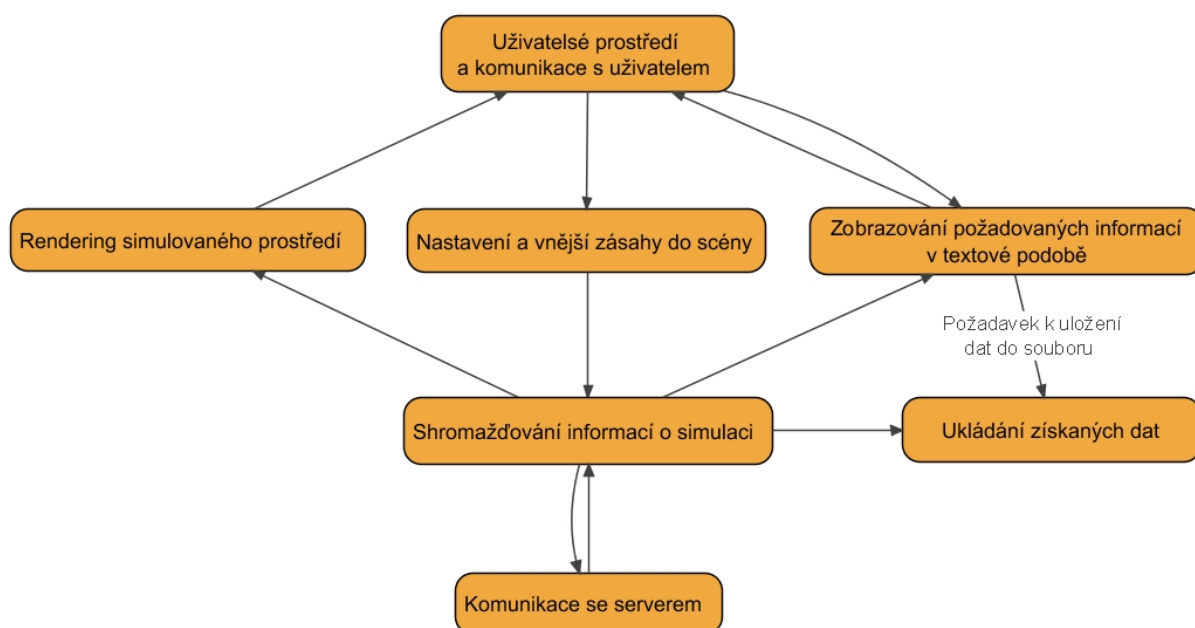 Uživatelsé prostředí
a komunikace s uživatelem
Rendering simulovaného prostředí
Nastavení a vnější zásahy do scény
Zobrazování požadovaných informací
v textové podobě
Požadavek k uložení
dat do souboru
Shromažďování informací o simulaci
Ukládání získaných dat
Komunikace se serverem